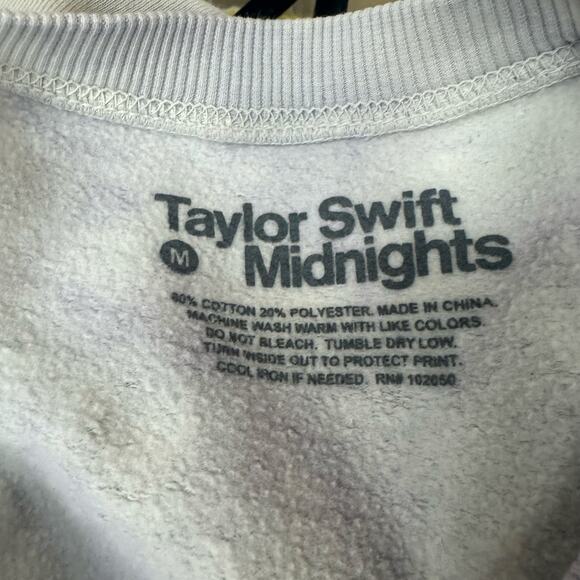 Taylor Swift
M Midnights
80% COTTON 20% POLYESTER. MADE IN CHINA.
MACHINE WASH WARM WITH LIKE COLORS.
DO NOT BLEACH. TUMBLE DRY LOW.
TURN INSIDE OUT TO PROTECT PRINT.
COOL IRON IF NEEDED. RN# 102050